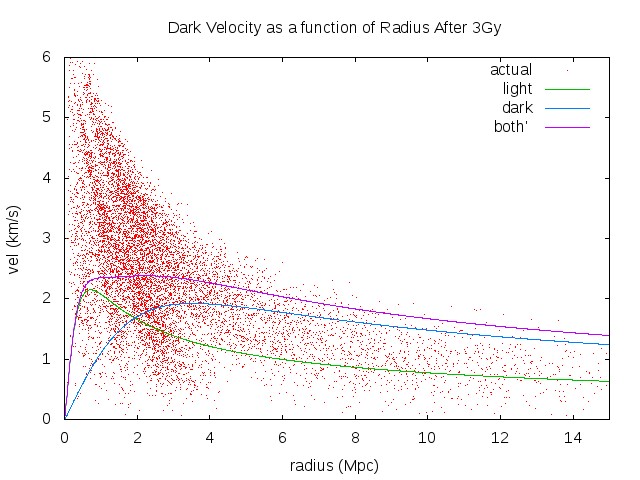 Dark Velocity as a function of Radius After 3Gy
actual
light
dark
both'
6
5
4
3
2
1
0
vel (km/s)
0 2 4 6 8 10 12 14
radius (Mpc)